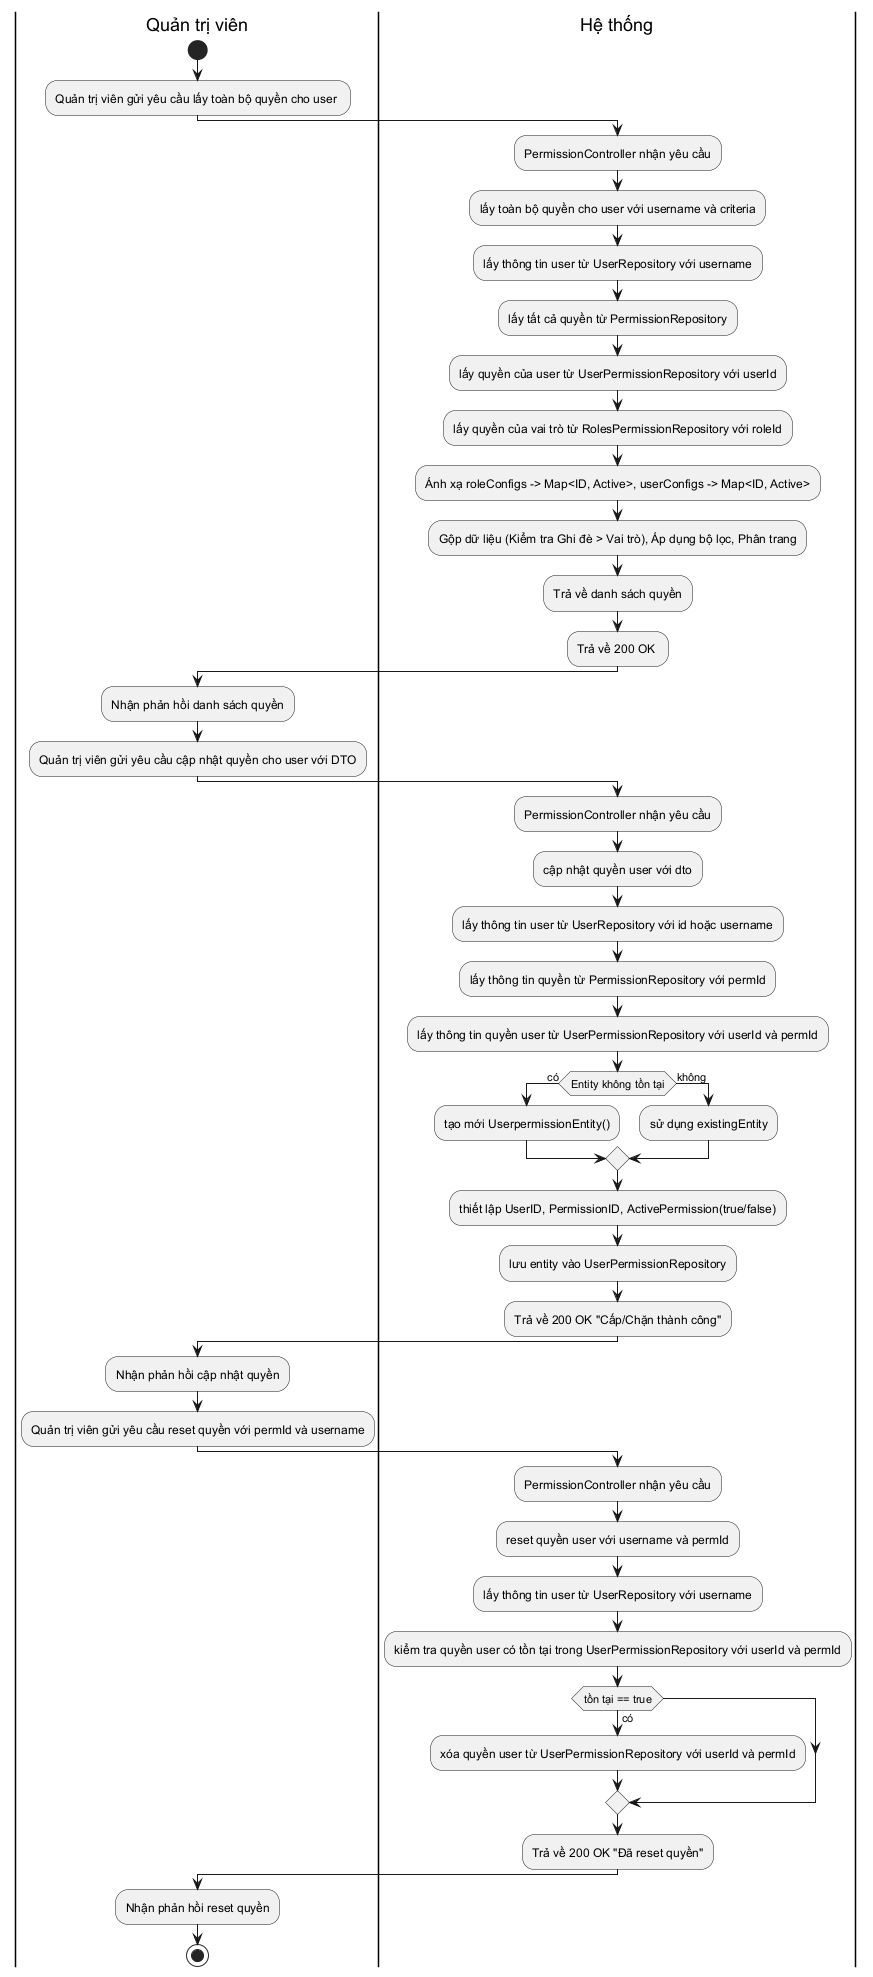 Quản trị viên
Hệ thống
Quản trị viên gửi yêu cầu lấy toàn bộ quyền cho user
PermissionController nhận yêu cầu
lấy toàn bộ quyền cho user với username và criteria
lấy thông tin user từ UserRepository với username
lấy tất cả quyền từ PermissionRepository
lấy quyền của user từ UserPermissionRepository với userId
lấy quyền của vai trò từ RolesPermissionRepository với roleId
Ánh xạ roleConfigs -> Map<ID, Active>, userConfigs -> Map<ID, Active>
Gộp dữ liệu (Kiểm tra Ghi đè > Vai trò), Áp dụng bộ lọc, Phân trang
Trả về danh sách quyền
Trả về 200 OK
Nhận phản hồi danh sách quyền
Quản trị viên gửi yêu cầu cập nhật quyền cho user với DTO
PermissionController nhận yêu cầu
cập nhật quyền user với dto
lấy thông tin user từ UserRepository với id hoặc username
lấy thông tin quyền từ PermissionRepository với permId
lấy thông tin quyền user từ UserPermissionRepository với userId và permId
có
Entity không tồn tại
không
tạo mới UserpermissionEntity()
sử dụng existingEntity
thiết lập UserID, PermissionID, ActivePermission(true/false)
lưu entity vào UserPermissionRepository
Trả về 200 OK "Cấp/Chặn thành công"
Nhận phản hồi cập nhật quyền
Quản trị viên gửi yêu cầu reset quyền với permId và username
PermissionController nhận yêu cầu
reset quyền user với username và permId
lấy thông tin user từ UserRepository với username
kiểm tra quyền user có tồn tại trong UserPermissionRepository với userId và permId
tồn tại == true
có
xóa quyền user từ UserPermissionRepository với userId và permId
Trả về 200 OK "Đã reset quyền"
Nhận phản hồi reset quyền